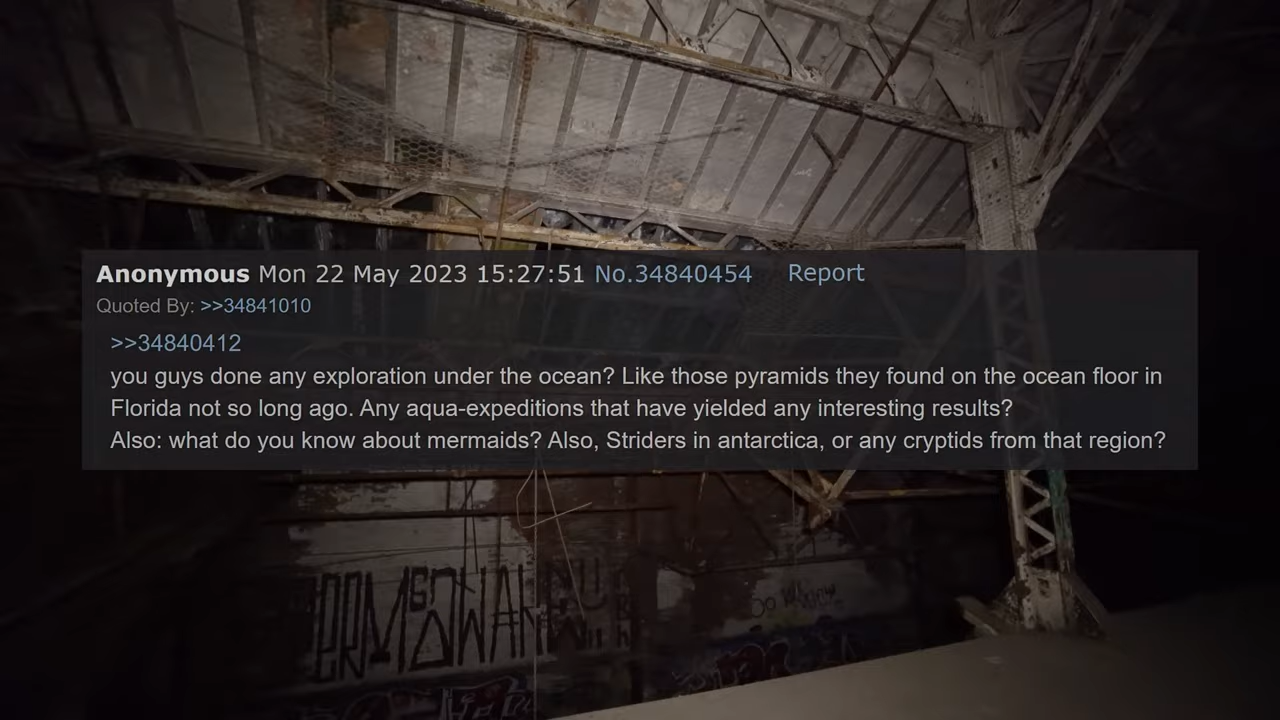 Anonymous Mon 22 May 2023 15:27:51 No.34840454 Report
Quoted By: >>34841010
>>34840412
you guys done any exploration under the ocean? Like those pyramids they found on the ocean floor in
Florida not so long ago. Any aqua-expeditions that have yielded any interesting results?
Also: what do you know about mermaids? Also, Striders in antarctica, or any cryptids from that region?